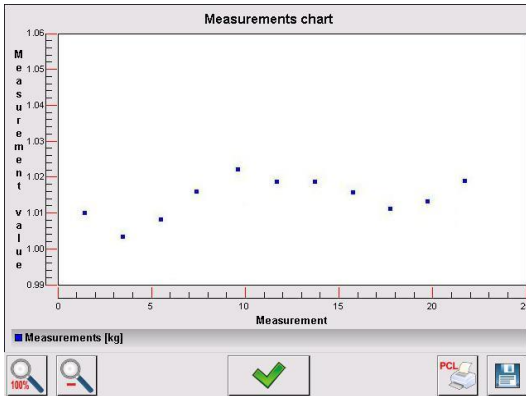 Measurements chart
1.06
1.05
1.04
1.03
1.02
1.01
1.00
0.99
Measurement value
0 5 10 15 20 25
Measurement
Measurements [kg]
100%
PCL